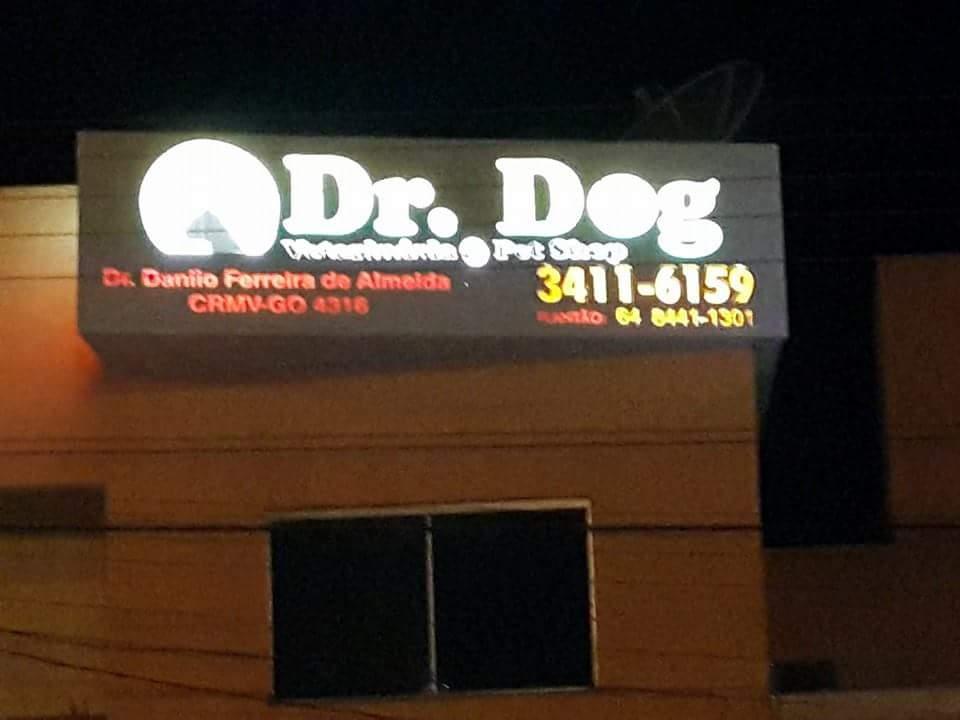 Dr. Dog
Veterinária e Pet Shop
Dr. Danilo Ferreira de Almeida
CRMV-GO 4316
3411-6159
PLANTÃO: 64 8441-1301